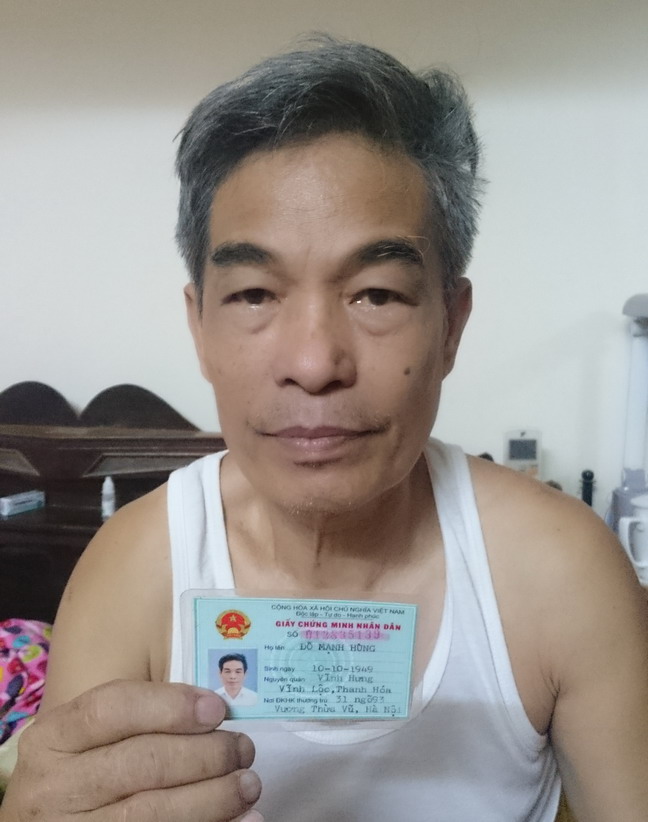 CỘNG HÒA XÃ HỘI CHỦ NGHĨA VIỆT NAM
Độc lập - Tự do - Hạnh phúc
GIẤY CHỨNG MINH NHÂN DÂN
SỐ
Họ tên ĐỖ MẠNH HÙNG
Sinh ngày 10-10-1949
Nguyên quán Vĩnh Hưng
Vĩnh Lộc,Thanh Hóa
Nơi ĐKHK thường trú 31 ngõ93
Vương Thừa Vũ, Hà Nội